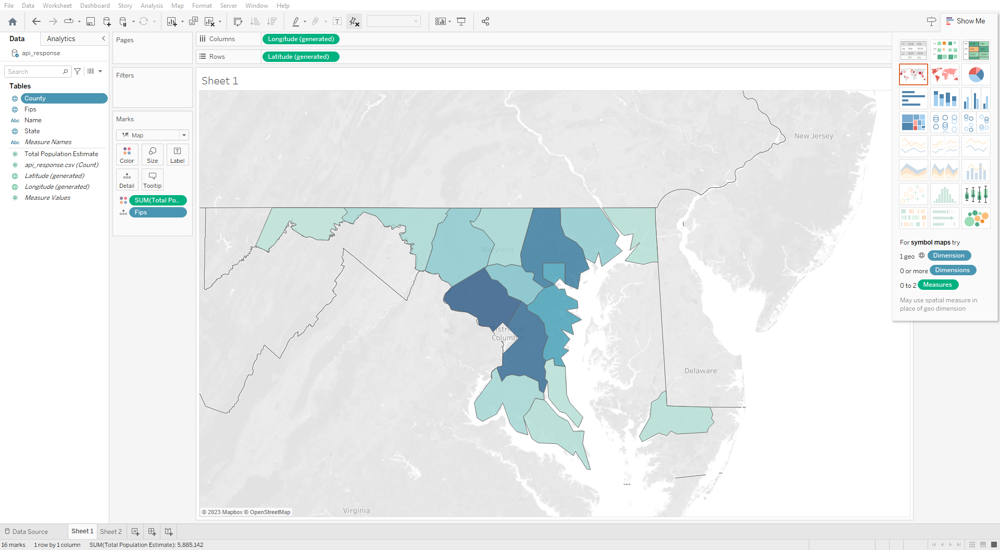 File Data Worksheet Dashboard Story Analysis Map Format Server Window Help
Show Me
Data Analytics
api_response
Search
Tables
County
Fips
Abc Name
State
Abc Measure Names
Total Population Estimate
api_response.csv (Count)
Latitude (generated)
Longitude (generated)
Measure Values
Pages
Filters
Marks
Map
Color Size Label
Detail Tooltip
SUM(Total Po..
Fips
Columns Longitude (generated)
Rows Latitude (generated)
Sheet 1
New Jersey
Maryland
District of
Columbia
Delaware
Virginia
© 2023 Mapbox © OpenStreetMap
For symbol maps try
1 geo Dimension
0 or more Dimensions
0 to 2 Measures
May use spatial measure in
place of geo dimension
Data Source Sheet 1 Sheet 2
16 marks 1 row by 1 column SUM(Total Population Estimate): 5,885,142